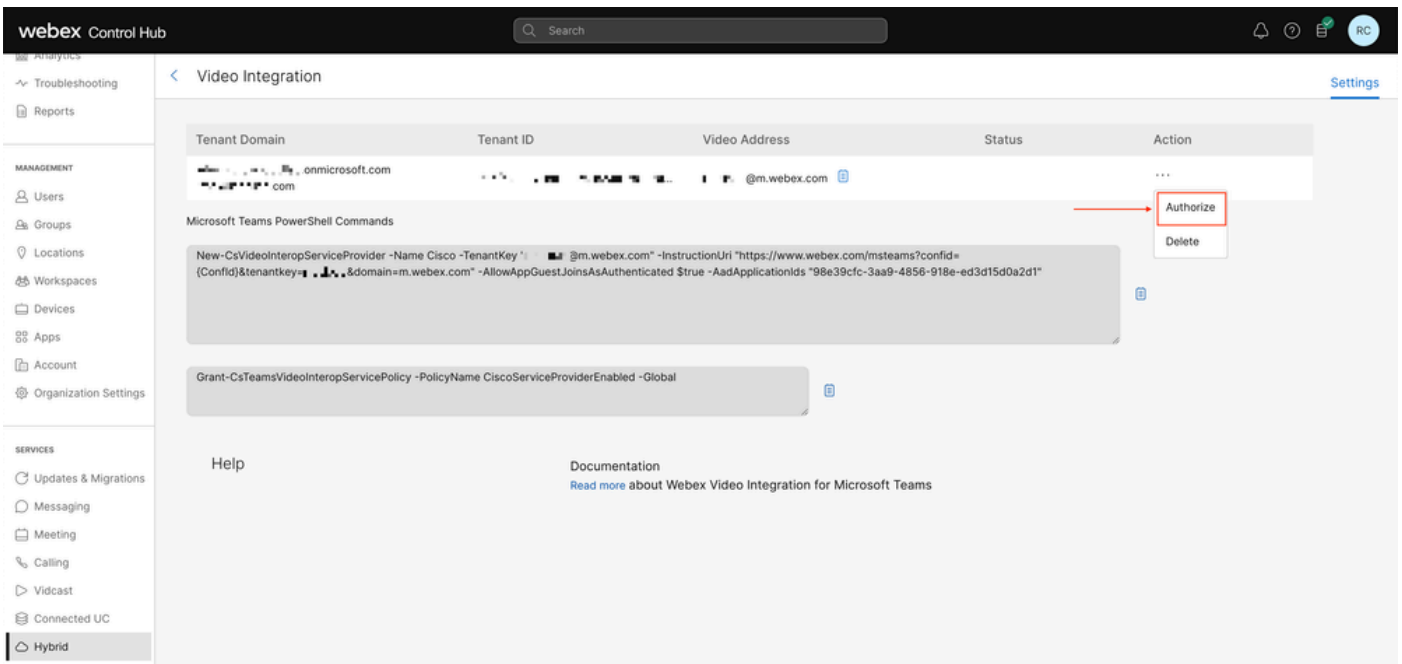 webex Control Hub
Search
RC
Analytics
Troubleshooting
Reports
MANAGEMENT
Users
Groups
Locations
Workspaces
Devices
Apps
Account
Organization Settings
SERVICES
Updates & Migrations
Messaging
Meeting
Calling
Vidcast
Connected UC
Hybrid
Video Integration
Settings
Tenant Domain Tenant ID Video Address Status Action
.onmicrosoft.com
com
@m.webex.com
...
Authorize
Delete
Microsoft Teams PowerShell Commands
New-CsVideoInteropServiceProvider -Name Cisco -TenantKey " @m.webex.com" -InstructionUri "https://www.webex.com/msteams?confid=
{ConfId}&tenantkey= &domain=m.webex.com" -AllowAppGuestJoinsAsAuthenticated $true -AadApplicationIds "98e39cfc-3aa9-4856-918e-ed3d15d0a2d1"
Grant-CsTeamsVideoInteropServicePolicy -PolicyName CiscoServiceProviderEnabled -Global
Help
Documentation
Read more about Webex Video Integration for Microsoft Teams